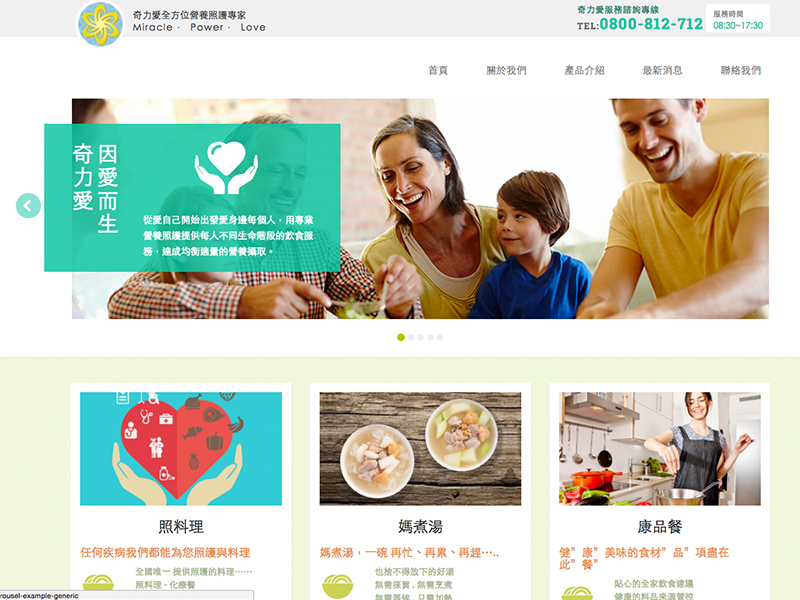 奇力愛全方位營養照護專家
Miracle · Power · Love
奇力愛服務諮詢專線
TEL:0800-812-712
服務時間
08:30~17:30
首頁
關於我們
產品介紹
最新消息
聯絡我們
因愛而生
奇力愛
從愛自己開始出發愛身邊每個人，用專業
營養照護提供每人不同生命階段的飲食服
務，達成均衡適量的營養攝取。
照料理
任何疾病我們都能為您照護與料理
全國唯一 提供照護的料理⋯⋯
照料理 - 化療餐
媽煮湯
媽煮湯，一碗 再忙、再累、再趕⋯..
也捨不得放下的好湯
無需採買 , 無需烹煮
無需等候 , 只需加熱
康品餐
健”康”美味的食材”品”項盡在
此”餐”
貼心的全家飲食建議
健康的料品來源管控
rousel-example-generic